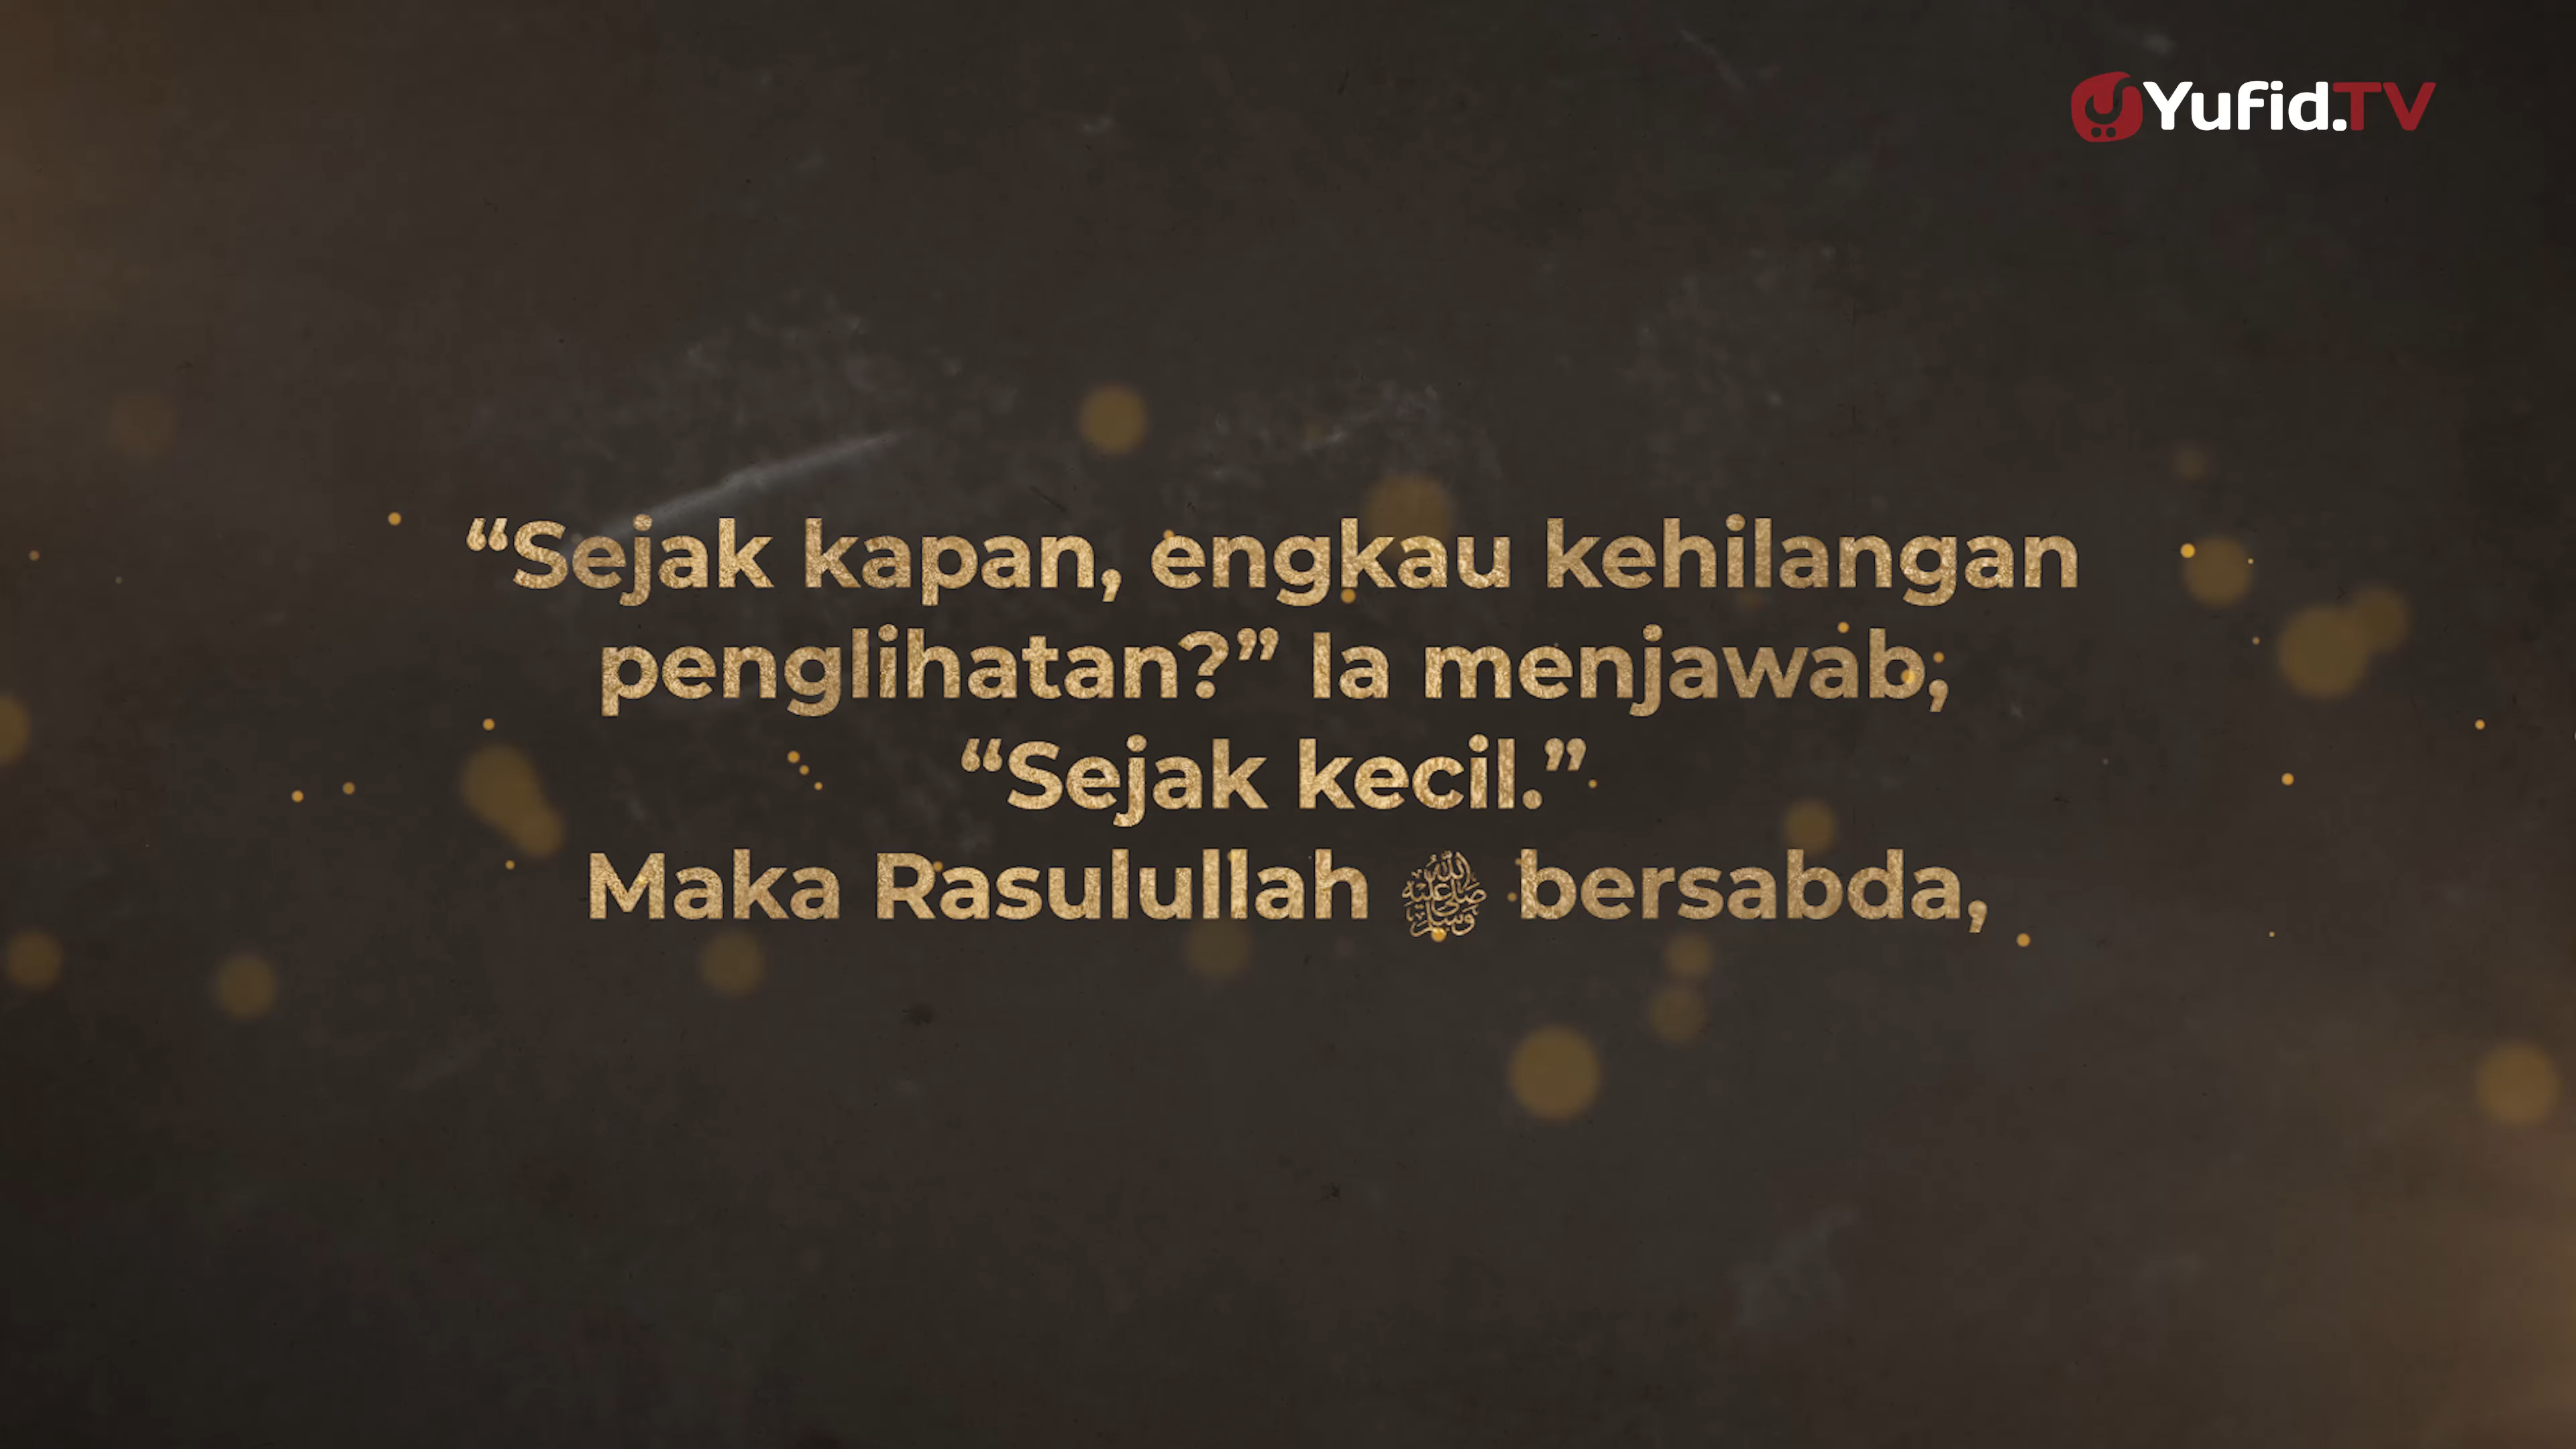 Yufid.TV
“Sejak kapan, engkau kehilangan
penglihatan?” Ia menjawab;
“Sejak kecil.”
Maka Rasulullah ﷺ bersabda,